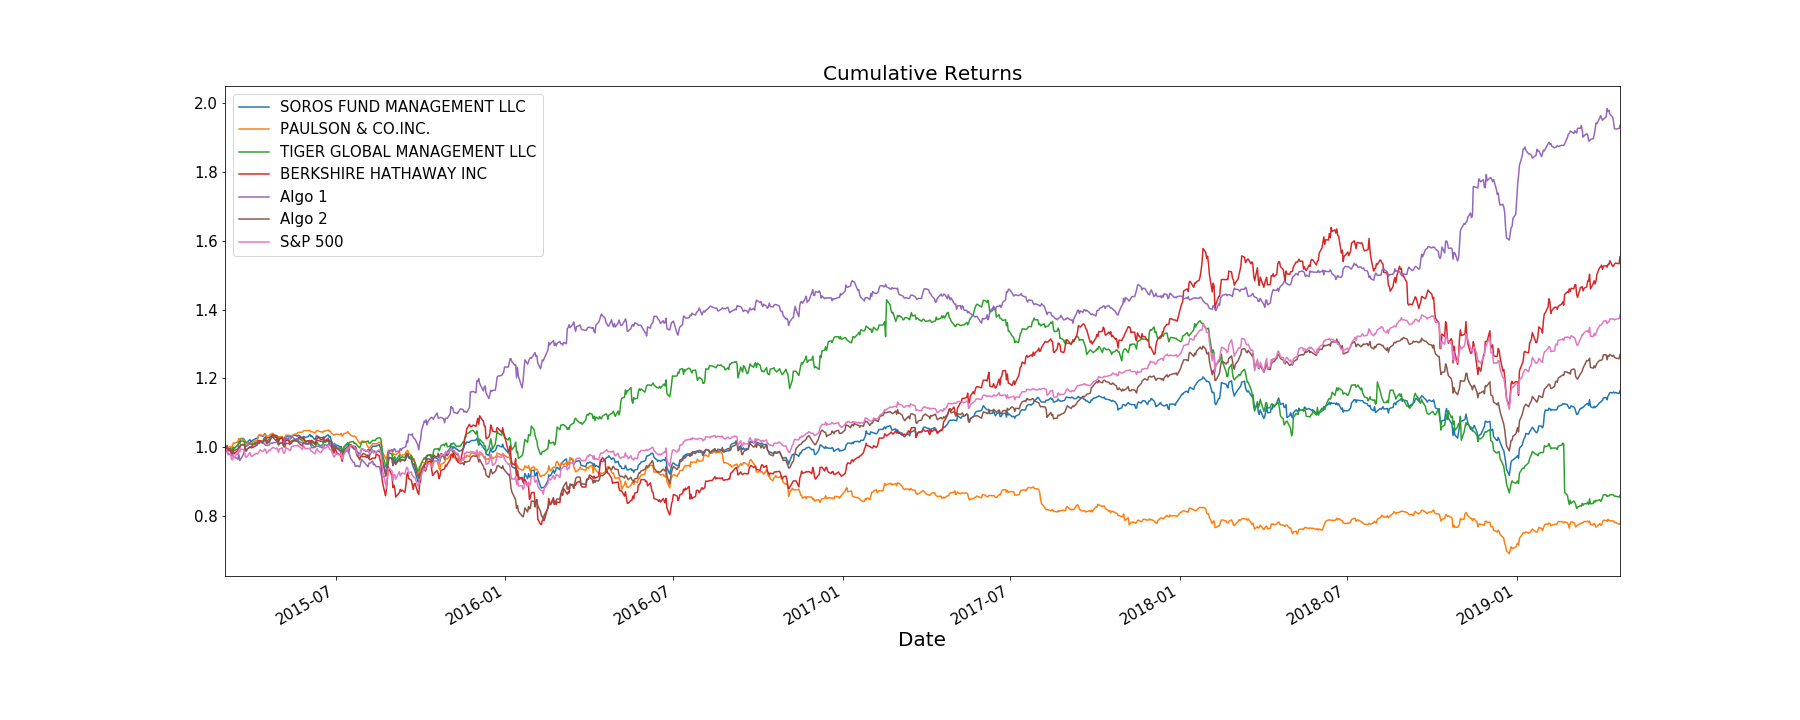 Cumulative Returns
SOROS FUND MANAGEMENT LLC
PAULSON & CO.INC.
TIGER GLOBAL MANAGEMENT LLC
BERKSHIRE HATHAWAY INC
Algo 1
Algo 2
S&P 500
2.0
1.8
1.6
1.4
1.2
1.0
0.8
2015-07
2016-01
2016-07
2017-01
2017-07
2018-01
2018-07
2019-01
Date